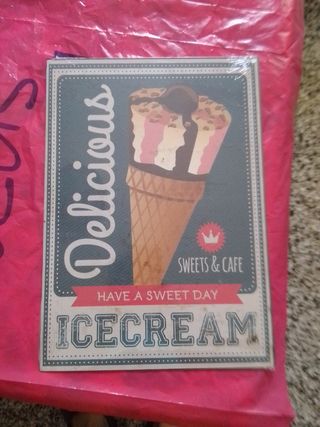 Delicious
SWEETS & CAFE
HAVE A SWEET DAY
ICECREAM